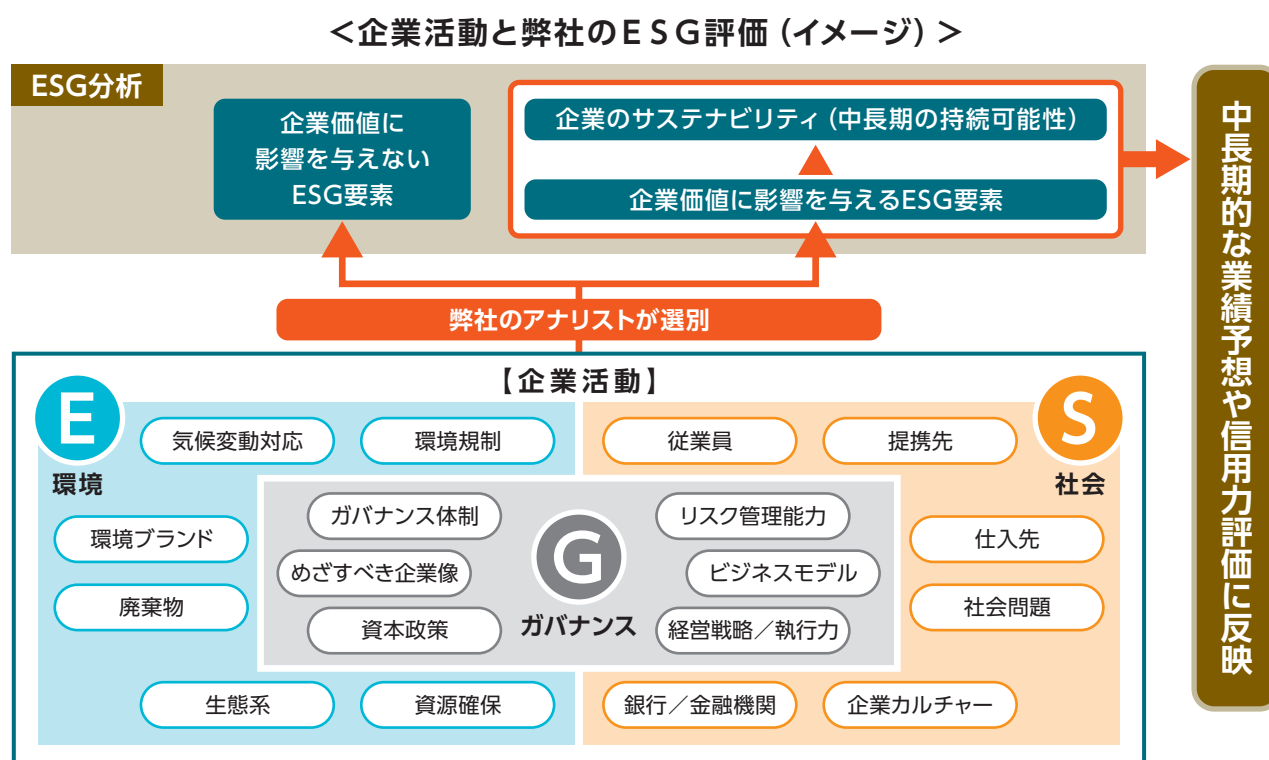 ＜企業活動と弊社のＥＳＧ評価（イメージ）＞
ESG分析
企業価値に
影響を与えない
ESG要素
企業のサステナビリティ（中長期の持続可能性）
企業価値に影響を与えるESG要素
中長期的な業績予想や信用力評価に反映
弊社のアナリストが選別
【企業活動】
E
環境
S
社会
気候変動対応
環境規制
従業員
提携先
環境ブランド
廃棄物
ガバナンス体制
めざすべき企業像
資本政策
G
ガバナンス
リスク管理能力
ビジネスモデル
経営戦略／執行力
仕入先
社会問題
生態系
資源確保
銀行／金融機関
企業カルチャー